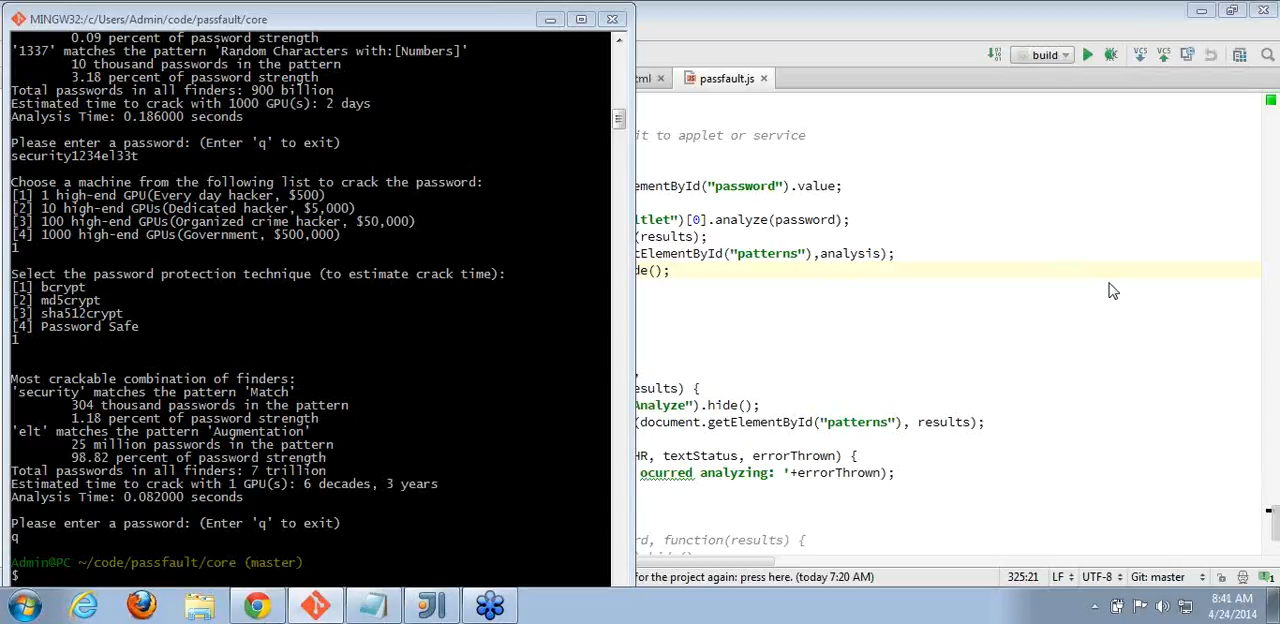 MINGW32:/c/Users/Admin/code/passfault/core
0.09 percent of password strength
'1337' matches the pattern 'Random Characters with:[Numbers]'
10 thousand passwords in the pattern
3.18 percent of password strength
Total passwords in all finders: 900 billion
Estimated time to crack with 1000 GPU(s): 2 days
Analysis Time: 0.186000 seconds
Please enter a password: (Enter 'q' to exit)
security1234el33t
Choose a machine from the following list to crack the password:
[1] 1 high-end GPU(Every day hacker, $500)
[2] 10 high-end GPUs(Dedicated hacker, $5,000)
[3] 100 high-end GPUs(Organized crime hacker, $50,000)
[4] 1000 high-end GPUs(Government, $500,000)
1
Select the password protection technique (to estimate crack time):
[1] bcrypt
[2] md5crypt
[3] sha512crypt
[4] Password Safe
1
Most crackable combination of finders:
'security' matches the pattern 'Match'
304 thousand passwords in the pattern
1.18 percent of password strength
'elt' matches the pattern 'Augmentation'
25 million passwords in the pattern
98.82 percent of password strength
Total passwords in all finders: 7 trillion
Estimated time to crack with 1 GPU(s): 6 decades, 3 years
Analysis Time: 0.082000 seconds
Please enter a password: (Enter 'q' to exit)
q
Admin@PC ~/code/passfault/core (master)
$
build
VCS VCS
ml passfault.js
it to applet or service
ementById("password").value;
ltlet")[0].analyze(password);
(results);
tElementById("patterns"),analysis);
de();
esults) {
Analyze").hide();
(document.getElementById("patterns"), results);
HR, textStatus, errorThrown) {
ocurred analyzing: '+errorThrown);
rd, function(results) {
for the project again: press here. (today 7:20 AM) 325:21 LF UTF-8 Git: master
8:41 AM
4/24/2014